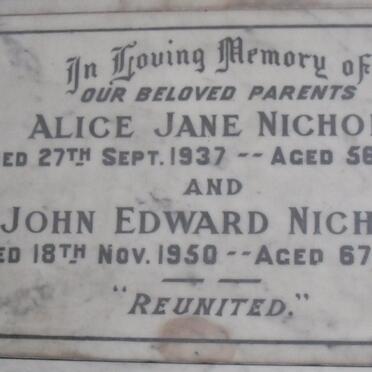 In Loving Memory of
OUR BELOVED PARENTS
ALICE JANE NICHO
ED 27TH SEPT. 1937 -- AGED 56
AND
JOHN EDWARD NICH
ED 18TH NOV. 1950 -- AGED 67
"REUNITED."